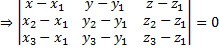 ⇒ | x − x₁  y − y₁  z − z₁ |
| x₂ − x₁  y₂ − y₁  z₂ − z₁ | = 0
| x₃ − x₁  y₃ − y₁  z₃ − z₁ |